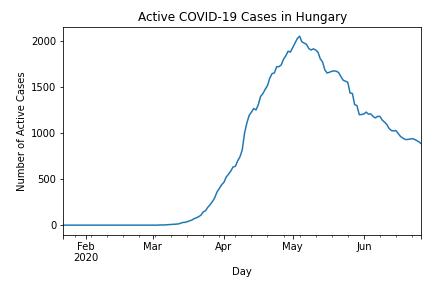 Active COVID-19 Cases in Hungary
Number of Active Cases
2000
1500
1000
500
0
Feb
2020
Mar
Apr
May
Jun
Day